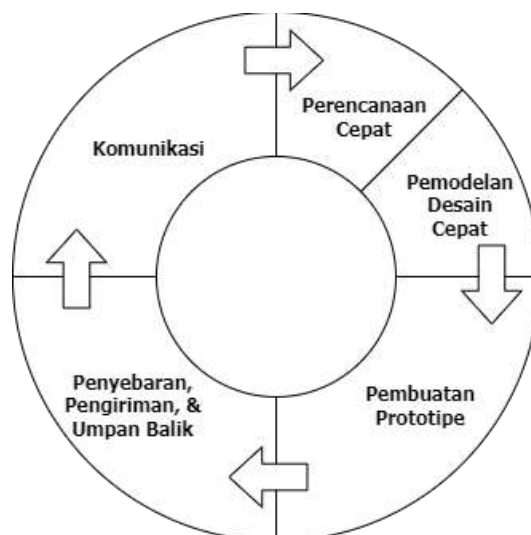 Komunikasi
Perencanaan
Cepat
Pemodelan
Desain
Cepat
Pembuatan
Prototipe
Penyebaran,
Pengiriman, &
Umpan Balik